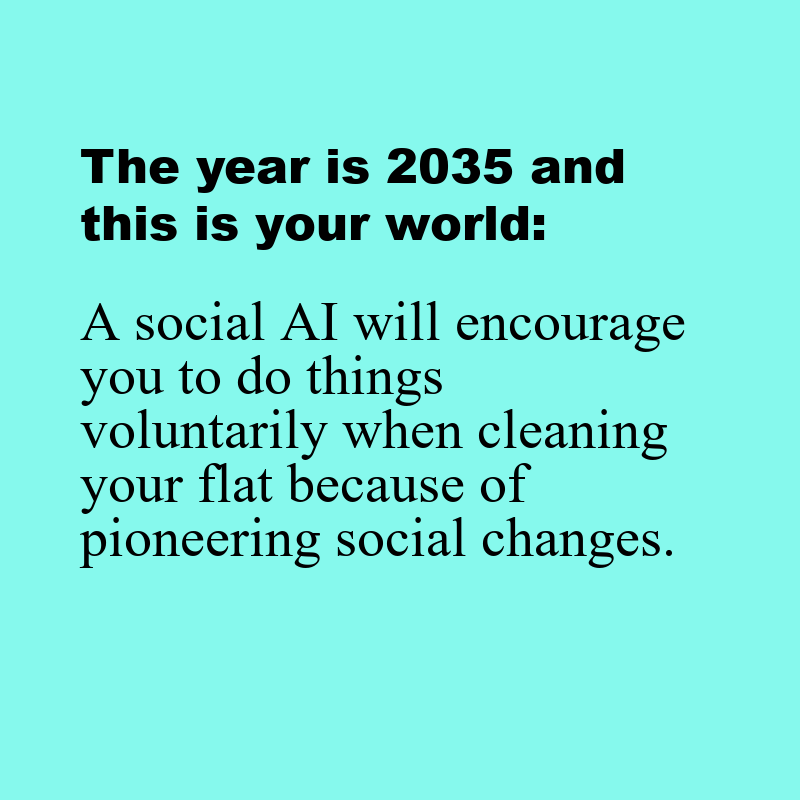 The year is 2035 and
this is your world:
A social AI will encourage
you to do things
voluntarily when cleaning
your flat because of
pioneering social changes.